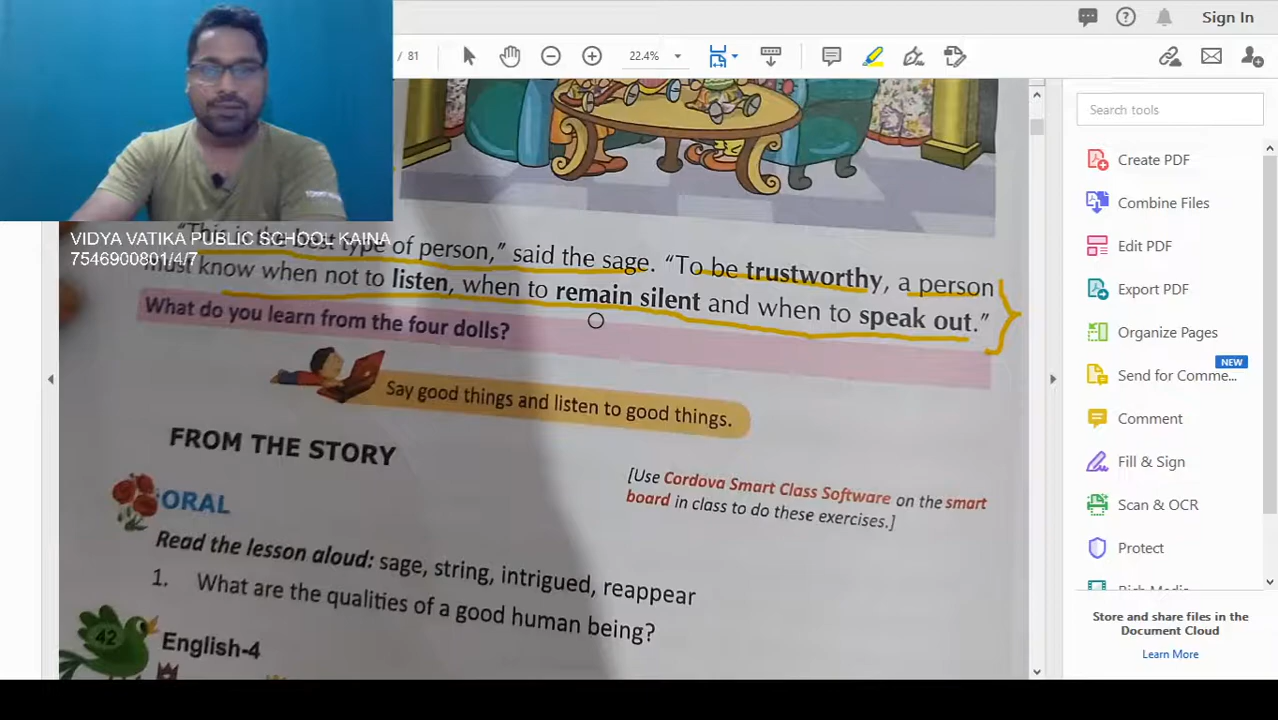 / 81
22.4%
Sign In
Search tools
Create PDF
Combine Files
Edit PDF
Export PDF
Organize Pages
NEW
Send for Comme...
Comment
Fill & Sign
Scan & OCR
Protect
Rich Media
Store and share files in the
Document Cloud
Learn More
VIDYA VATIKA PUBLIC SCHOOL KAINA
7546900801/4/7
"This is the best type of person," said the sage. "To be trustworthy, a person
must know when not to listen, when to remain silent and when to speak out."
What do you learn from the four dolls?
Say good things and listen to good things.
FROM THE STORY
[Use Cordova Smart Class Software on the smart
board in class to do these exercises.]
ORAL
Read the lesson aloud: sage, string, intrigued, reappear
1. What are the qualities of a good human being?
42
English-4